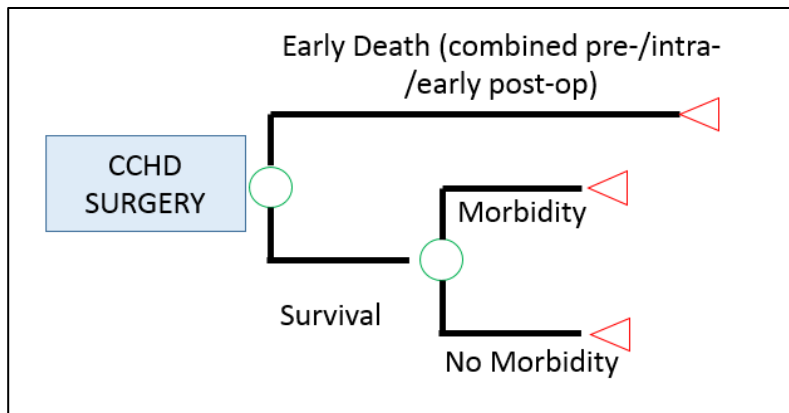 Early Death (combined pre-/intra-
/early post-op)
CCHD
SURGERY
Morbidity
Survival
No Morbidity